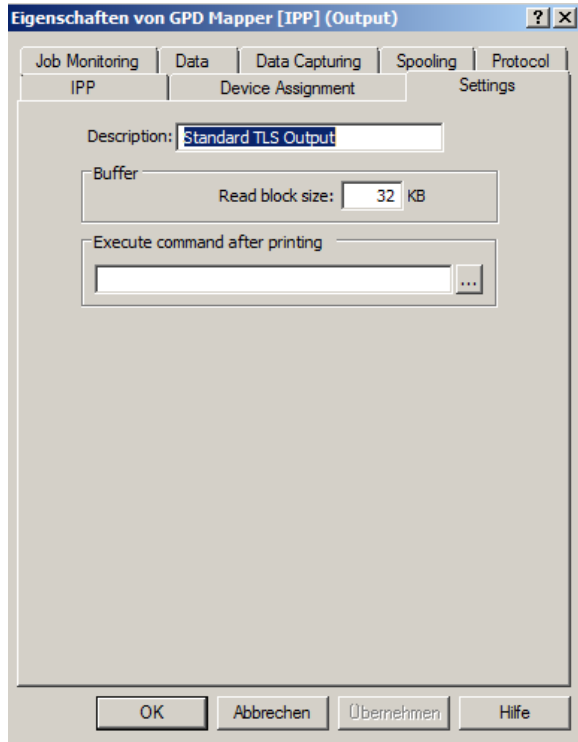 Eigenschaften von GPD Mapper [IPP] (Output)
Job Monitoring Data Data Capturing Spooling Protocol
IPP Device Assignment Settings
Description: Standard TLS Output
Buffer
Read block size: 32 KB
Execute command after printing
...
OK Abbrechen Übernehmen Hilfe